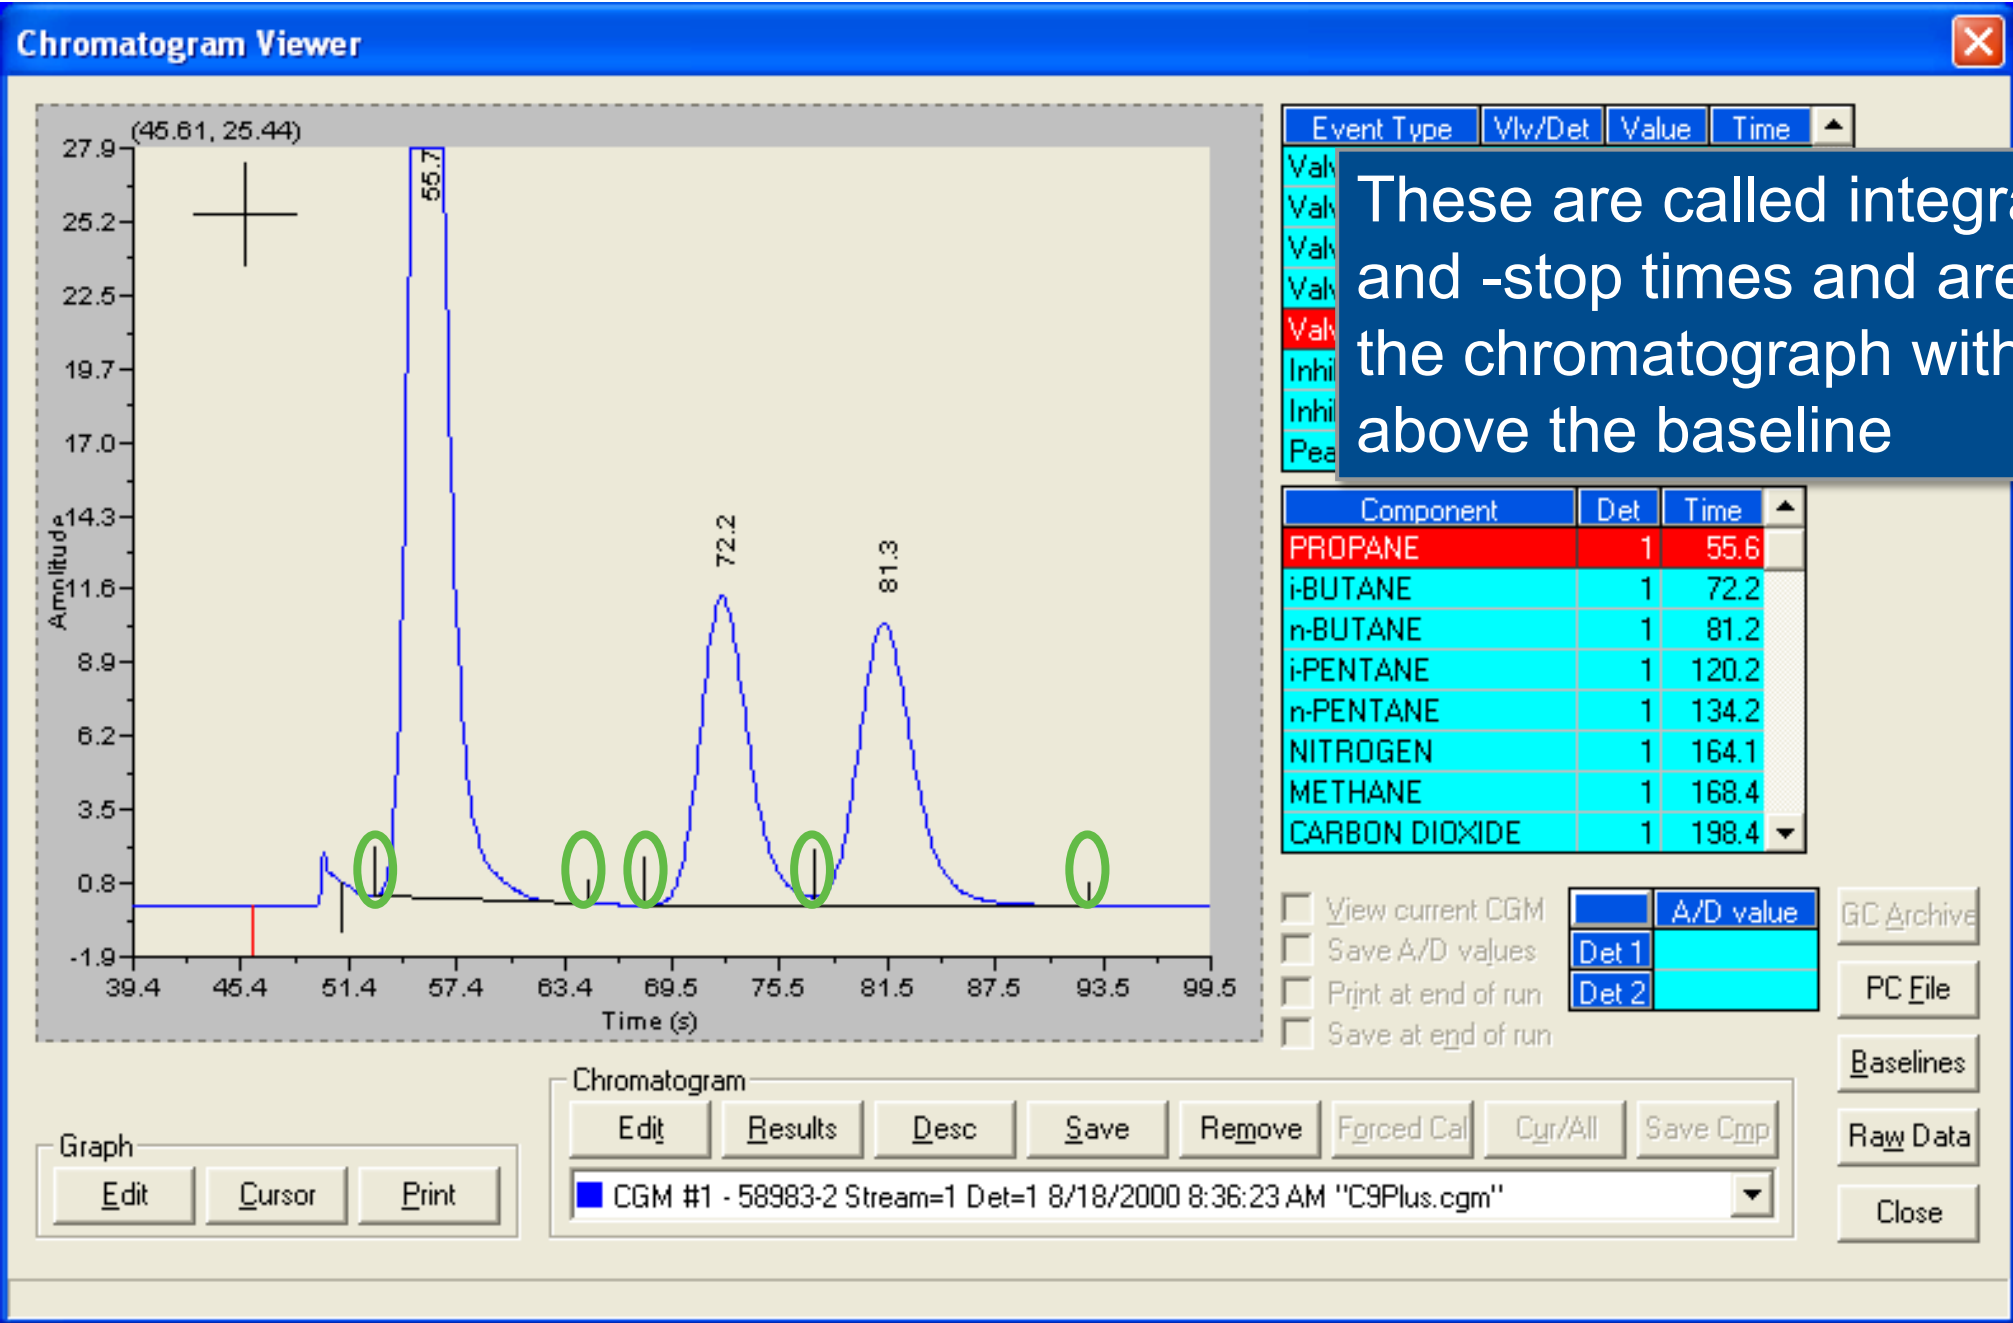 Chromatogram Viewer
(45.61, 25.44)
27.9
25.2
22.5
19.7
17.0
14.3
11.6
8.9
6.2
3.5
0.8
-1.9
Amplitude
55.7
72.2
81.3
39.4 45.4 51.4 57.4 63.4 69.5 75.5 81.5 87.5 93.5 99.5
Time (s)
Event Type Vlv/Det Value Time
These are called
and -stop times and
the chromatograph
above the baseline
Component Det Time
PROPANE 1 55.6
i-BUTANE 1 72.2
n-BUTANE 1 81.2
i-PENTANE 1 120.2
n-PENTANE 1 134.2
NITROGEN 1 164.1
METHANE 1 168.4
CARBON DIOXIDE 1 198.4
View current CGM
Save A/D values
Print at end of run
Save at end of run
A/D value
Det 1
Det 2
GC Archive
PC File
Baselines
Raw Data
Close
Chromatogram
Edit Results Desc Save Remove Forced Cal Cur/All Save Cmp
CGM #1 - 58983-2 Stream=1 Det=1 8/18/2000 8:36:23 AM "C9Plus.cgm"
Graph
Edit Cursor Print